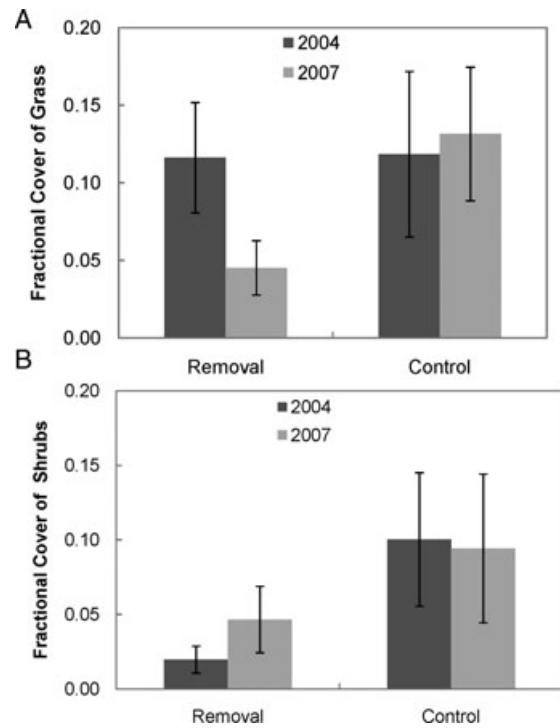 A
Fractional Cover of Grass
0.20
0.15
0.10
0.05
0.00
2004
2007
Removal
Control
B
Fractional Cover of Shrubs
0.20
0.15
0.10
0.05
0.00
2004
2007
Removal
Control